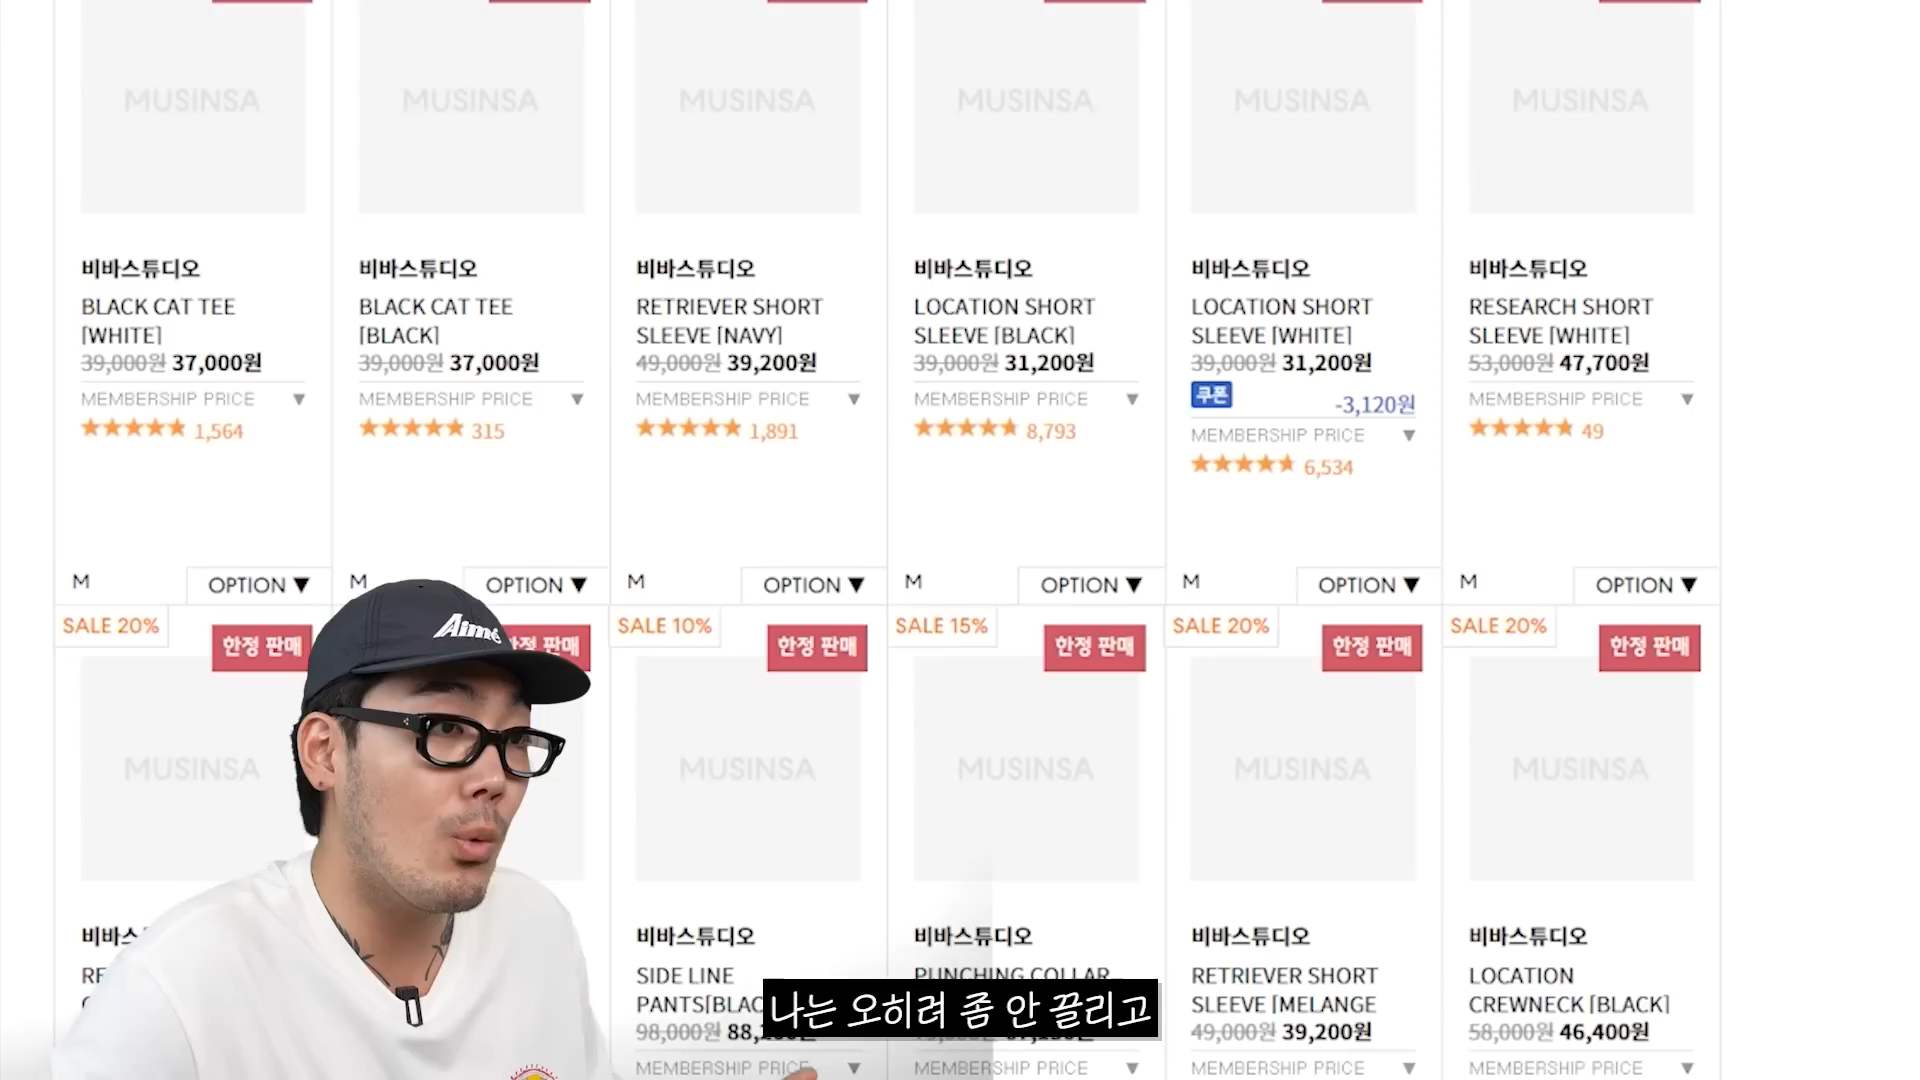 MUSINSA MUSINSA MUSINSA MUSINSA MUSINSA MUSINSA
비바스튜디오
BLACK CAT TEE
[WHITE]
39,000원 37,000원
MEMBERSHIP PRICE ▼
★★★★★ 1,564
M
OPTION ▼
비바스튜디오
BLACK CAT TEE
[BLACK]
39,000원 37,000원
MEMBERSHIP PRICE ▼
★★★★★ 315
M
OPTION ▼
비바스튜디오
RETRIEVER SHORT
SLEEVE [NAVY]
49,000원 39,200원
MEMBERSHIP PRICE ▼
★★★★★ 1,891
M
OPTION ▼
비바스튜디오
LOCATION SHORT
SLEEVE [BLACK]
39,000원 31,200원
MEMBERSHIP PRICE ▼
★★★★★ 8,793
M
OPTION ▼
비바스튜디오
LOCATION SHORT
SLEEVE [WHITE]
39,000원 31,200원
쿠폰 -3,120원
MEMBERSHIP PRICE ▼
★★★★★ 6,534
M
OPTION ▼
비바스튜디오
RESEARCH SHORT
SLEEVE [WHITE]
53,000원 47,700원
MEMBERSHIP PRICE ▼
★★★★★ 49
M
OPTION ▼
SALE 20%
한정 판매
MUSINSA
Aimé
판매
SALE 10%
한정 판매
MUSINSA
비바스튜디오
SIDE LINE
98,000원
MEMBERSHIP PRICE ▼
SALE 15%
한정 판매
MUSINSA
비바스튜디오
PUNCHING COLLAR
MEMBERSHIP PRICE ▼
SALE 20%
한정 판매
MUSINSA
비바스튜디오
RETRIEVER SHORT
SLEEVE [MELANGE
49,000원 39,200원
MEMBERSHIP PRICE ▼
SALE 20%
한정 판매
MUSINSA
비바스튜디오
LOCATION
CREWNECK [BLACK]
58,000원 46,400원
MEMBERSHIP PRICE ▼
나는 오히려 좀 안 끌리고